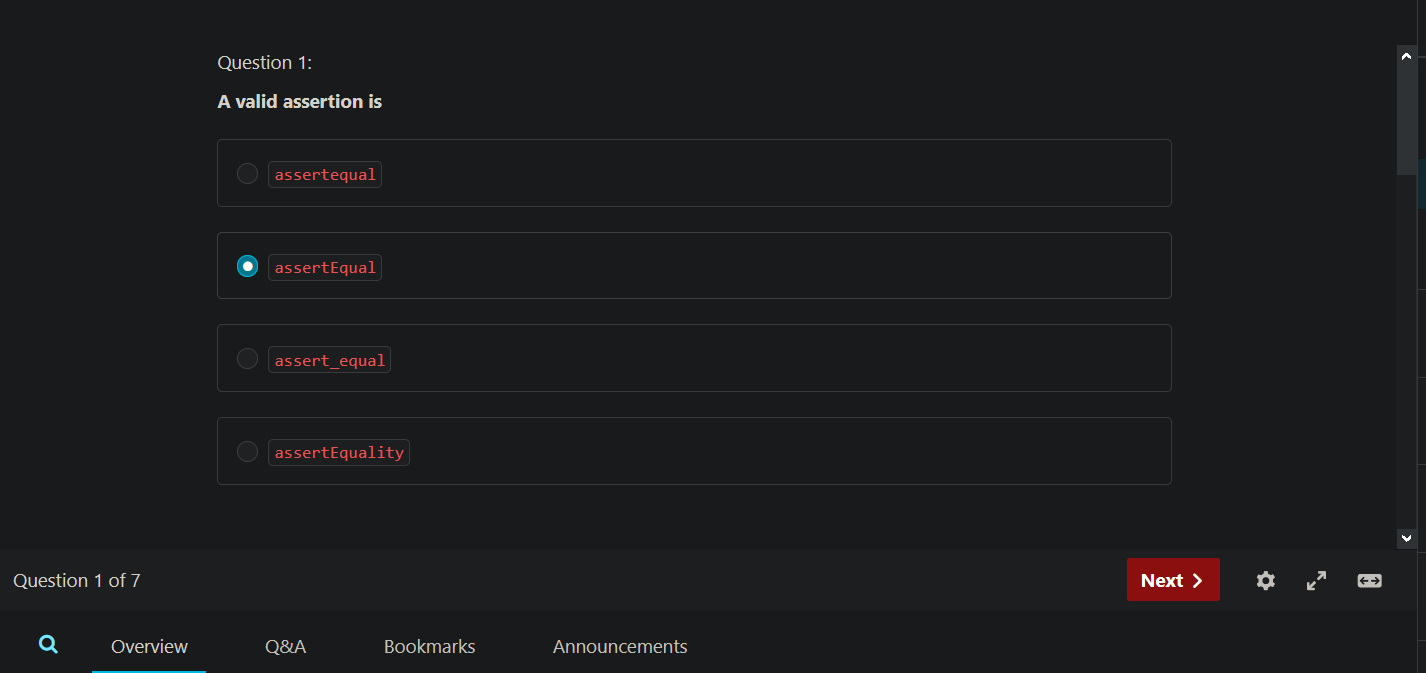 Question 1:
A valid assertion is
assertequal
assertEqual
assert_equal
assertEquality
Question 1 of 7
Next
Overview
Q&A
Bookmarks
Announcements